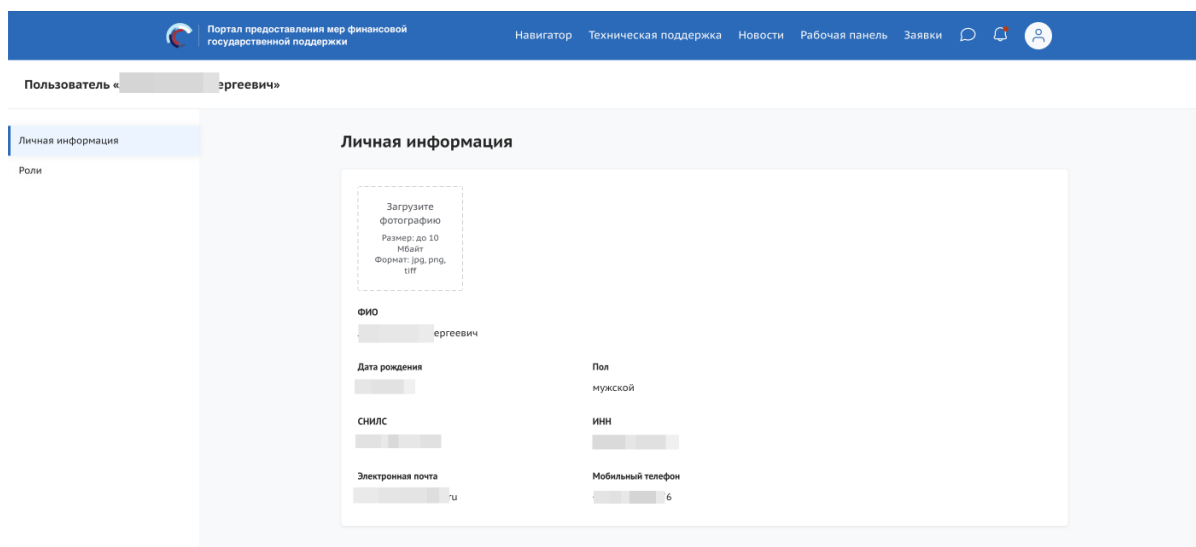 Портал предоставления мер финансовой
государственной поддержки
Навигатор Техническая поддержка Новости Рабочая панель Заявки
Пользователь « ергеевич»
Личная информация
Роли
Личная информация
Загрузите
фотографию
Размер: до 10
Мбайт
Формат: jpg, png,
tiff
ФИО
ергеевич
Дата рождения Пол
мужской
СНИЛС ИНН
Электронная почта Мобильный телефон
ru 6